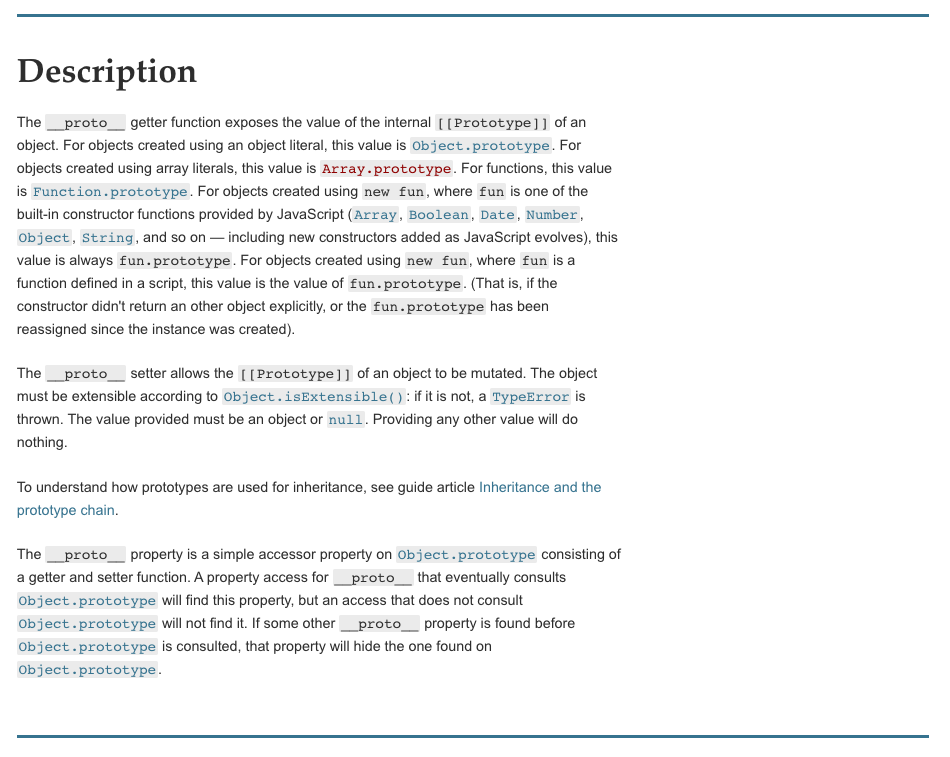 Description
The __proto__ getter function exposes the value of the internal [[Prototype]] of an
object. For objects created using an object literal, this value is Object.prototype. For
objects created using array literals, this value is Array.prototype. For functions, this value
is Function.prototype. For objects created using new fun, where fun is one of the
built-in constructor functions provided by JavaScript (Array, Boolean, Date, Number,
Object, String, and so on — including new constructors added as JavaScript evolves), this
value is always fun.prototype. For objects created using new fun, where fun is a
function defined in a script, this value is the value of fun.prototype. (That is, if the
constructor didn't return an other object explicitly, or the fun.prototype has been
reassigned since the instance was created).
The __proto__ setter allows the [[Prototype]] of an object to be mutated. The object
must be extensible according to Object.isExtensible(): if it is not, a TypeError is
thrown. The value provided must be an object or null. Providing any other value will do
nothing.
To understand how prototypes are used for inheritance, see guide article Inheritance and the
prototype chain.
The __proto__ property is a simple accessor property on Object.prototype consisting of
a getter and setter function. A property access for __proto__ that eventually consults
Object.prototype will find this property, but an access that does not consult
Object.prototype will not find it. If some other __proto__ property is found before
Object.prototype is consulted, that property will hide the one found on
Object.prototype.